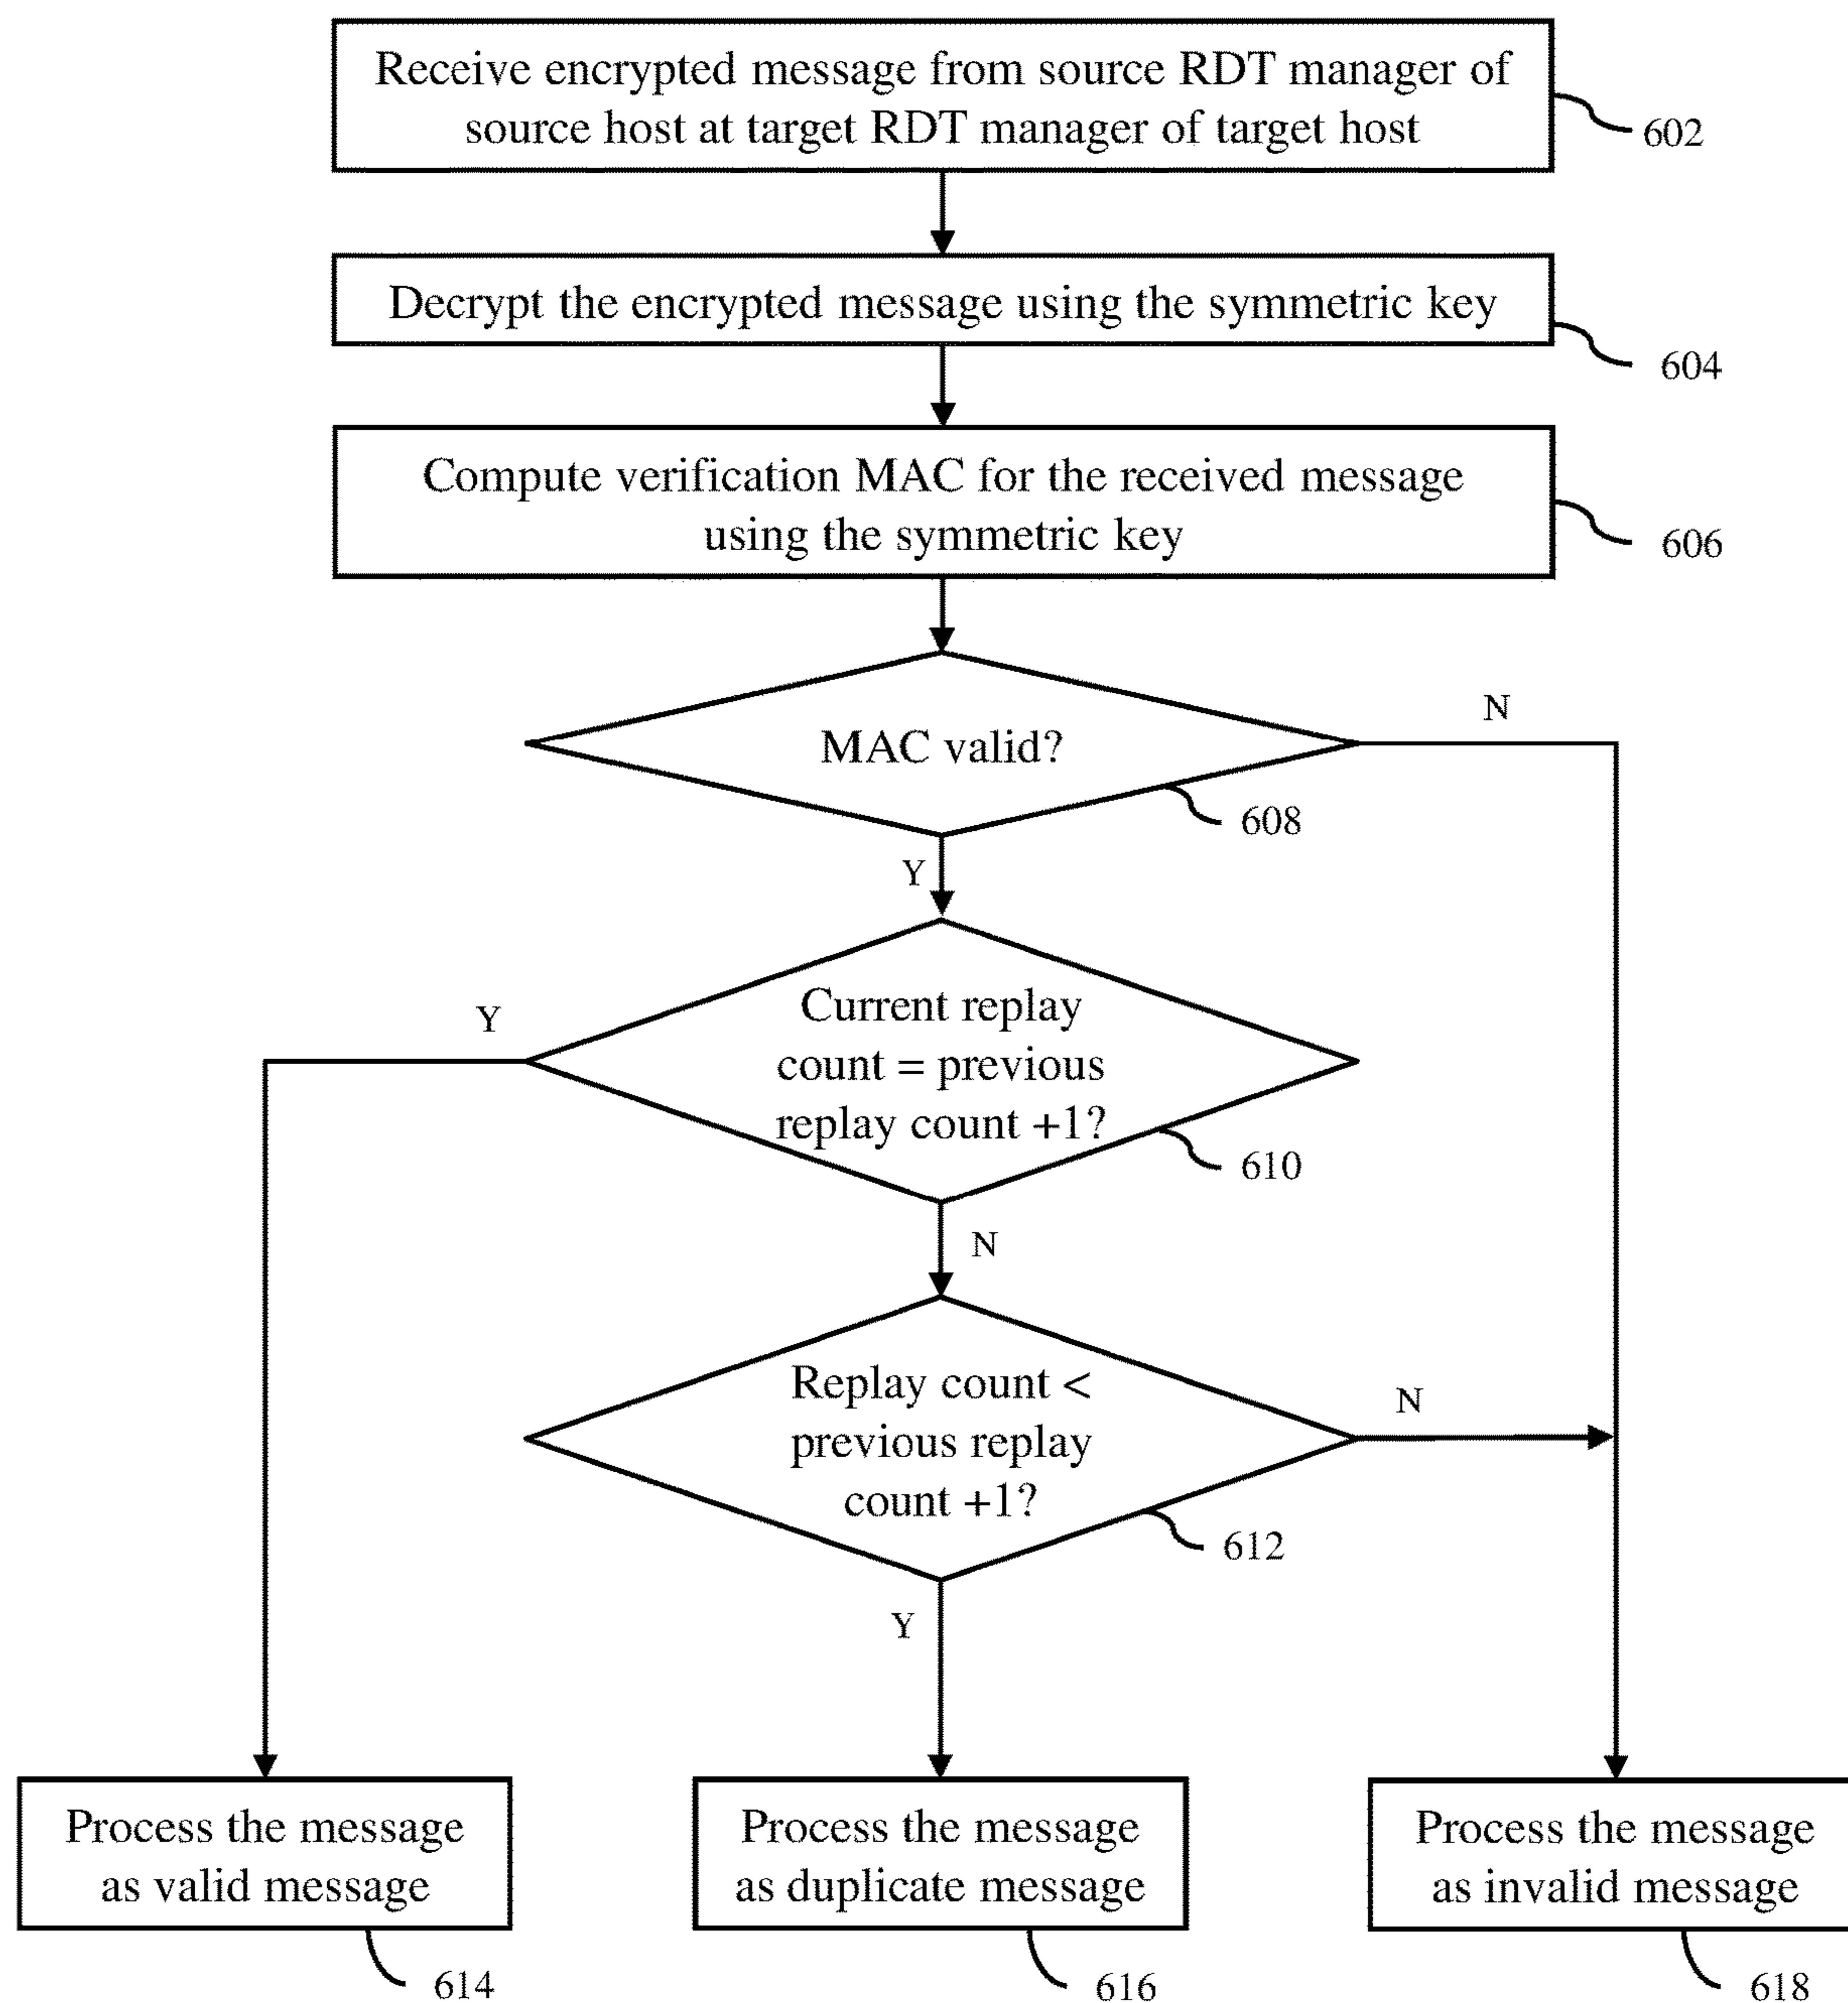 Receive encrypted message from source RDT manager of
source host at target RDT manager of target host
602
Decrypt the encrypted message using the symmetric key
604
Compute verification MAC for the received message
using the symmetric key
606
MAC valid?
N
608
Y
Current replay
count = previous
replay count +1?
Y
610
N
Replay count <
previous replay
count +1?
N
612
Y
Process the message
as valid message
614
Process the message
as duplicate message
616
Process the message
as invalid message
618